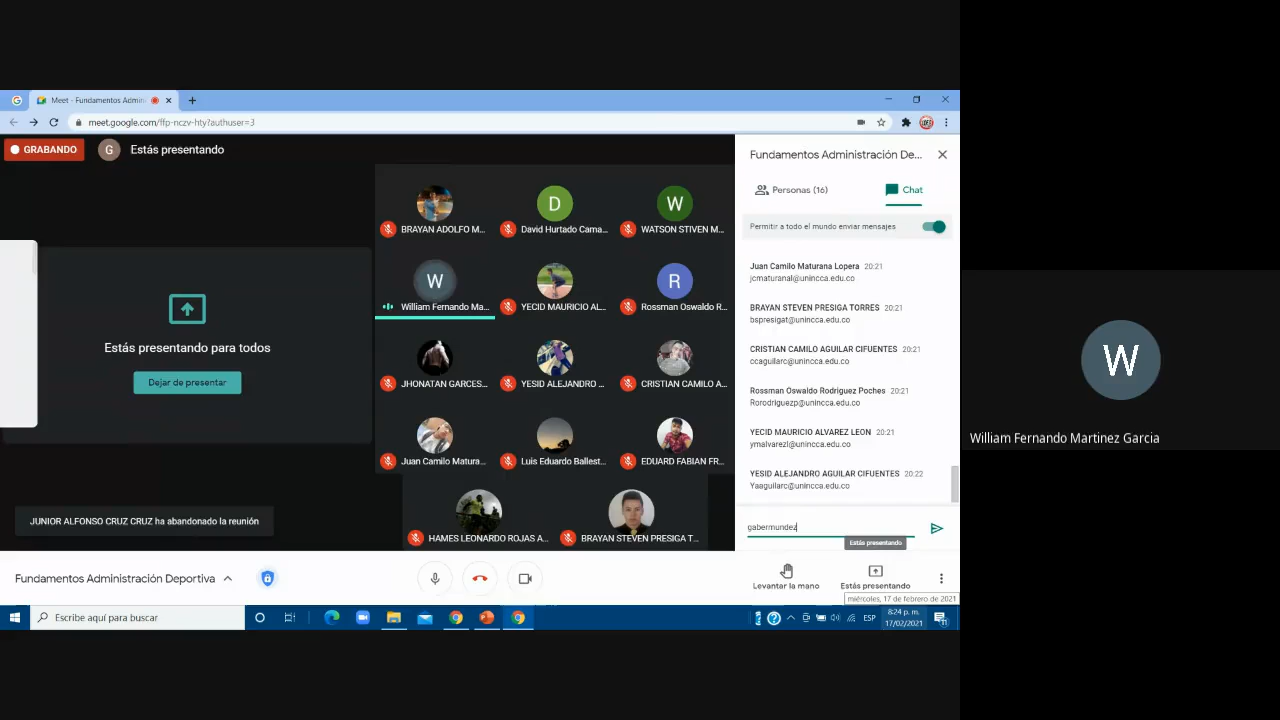 Meet - Fundamentos Admini
meet.google.com/ffp-nczv-hty?authuser=3
GRABANDO
G
Estás presentando
Fundamentos Administración De...
Personas (16)
Chat
Permitir a todo el mundo enviar mensajes
D
W
BRAYAN ADOLFO M...
David Hurtado Cama...
WATSON STIVEN M...
W
R
William Fernando Ma...
YECID MAURICIO AL...
Rossman Oswaldo R...
JHONATAN GARCES...
YESID ALEJANDRO ...
CRISTIAN CAMILO A...
Juan Camilo Matura...
Luis Eduardo Ballest...
EDUARD FABIAN FR...
HAMES LEONARDO ROJAS A...
BRAYAN STEVEN PRESIGA T...
Estás presentando para todos
Dejar de presentar
JUNIOR ALFONSO CRUZ CRUZ ha abandonado la reunión
Juan Camilo Maturana Lopera 20:21
jcmaturanal@unincca.edu.co
BRAYAN STEVEN PRESIGA TORRES 20:21
bspresigat@unincca.edu.co
CRISTIAN CAMILO AGUILAR CIFUENTES 20:21
ccaguilarc@unincca.edu.co
Rossman Oswaldo Rodriguez Poches 20:21
Rorodriguezp@unincca.edu.co
YECID MAURICIO ALVAREZ LEON 20:21
ymalvarezl@unincca.edu.co
YESID ALEJANDRO AGUILAR CIFUENTES 20:22
Yaaguilarc@unincca.edu.co
gabermundez
Estás presentando
Fundamentos Administración Deportiva
Levantar la mano
Estás presentando
miércoles, 17 de febrero de 2021
Escribe aquí para buscar
ESP
8:24 p. m.
17/02/2021
W
William Fernando Martinez Garcia